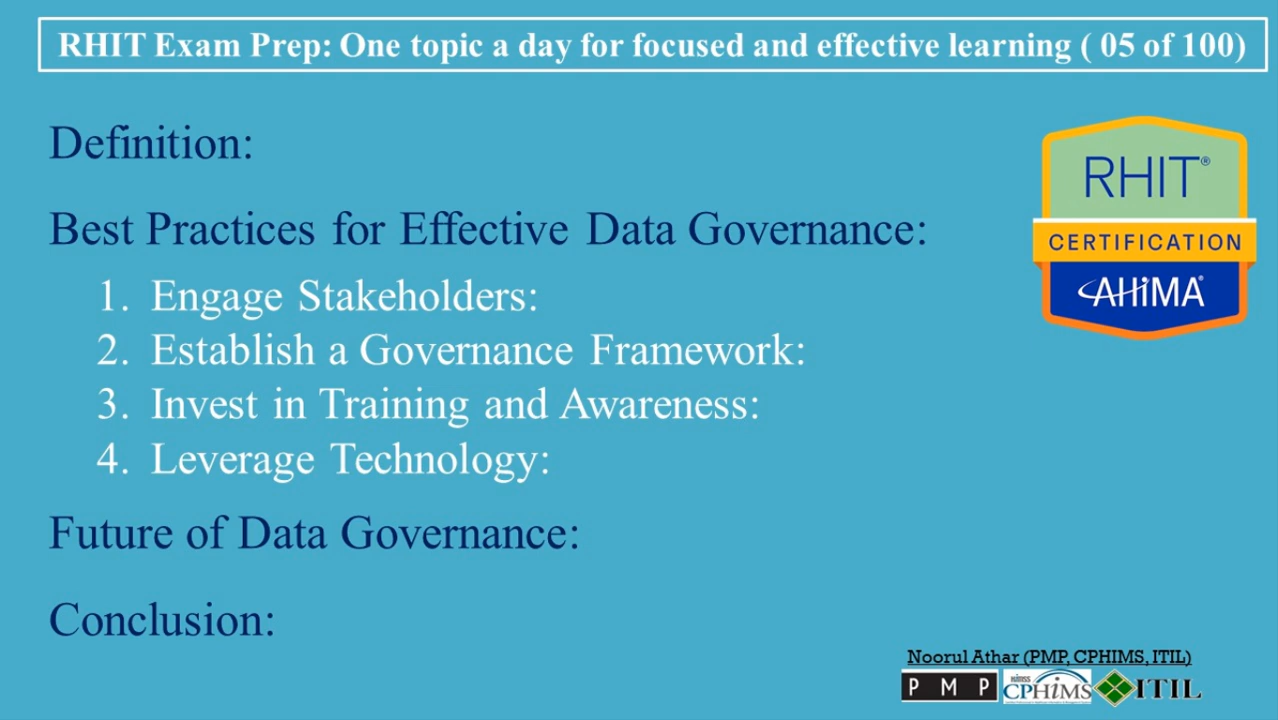 RHIT Exam Prep: One topic a day for focused and effective learning ( 05 of 100)
Definition:
Best Practices for Effective Data Governance:
1. Engage Stakeholders:
2. Establish a Governance Framework:
3. Invest in Training and Awareness:
4. Leverage Technology:
Future of Data Governance:
Conclusion:
RHIT®
CERTIFICATION
AHiMA®
Noorul Athar (PMP, CPHIMS, ITIL)
P M P
himss
CPHiMS
ITIL